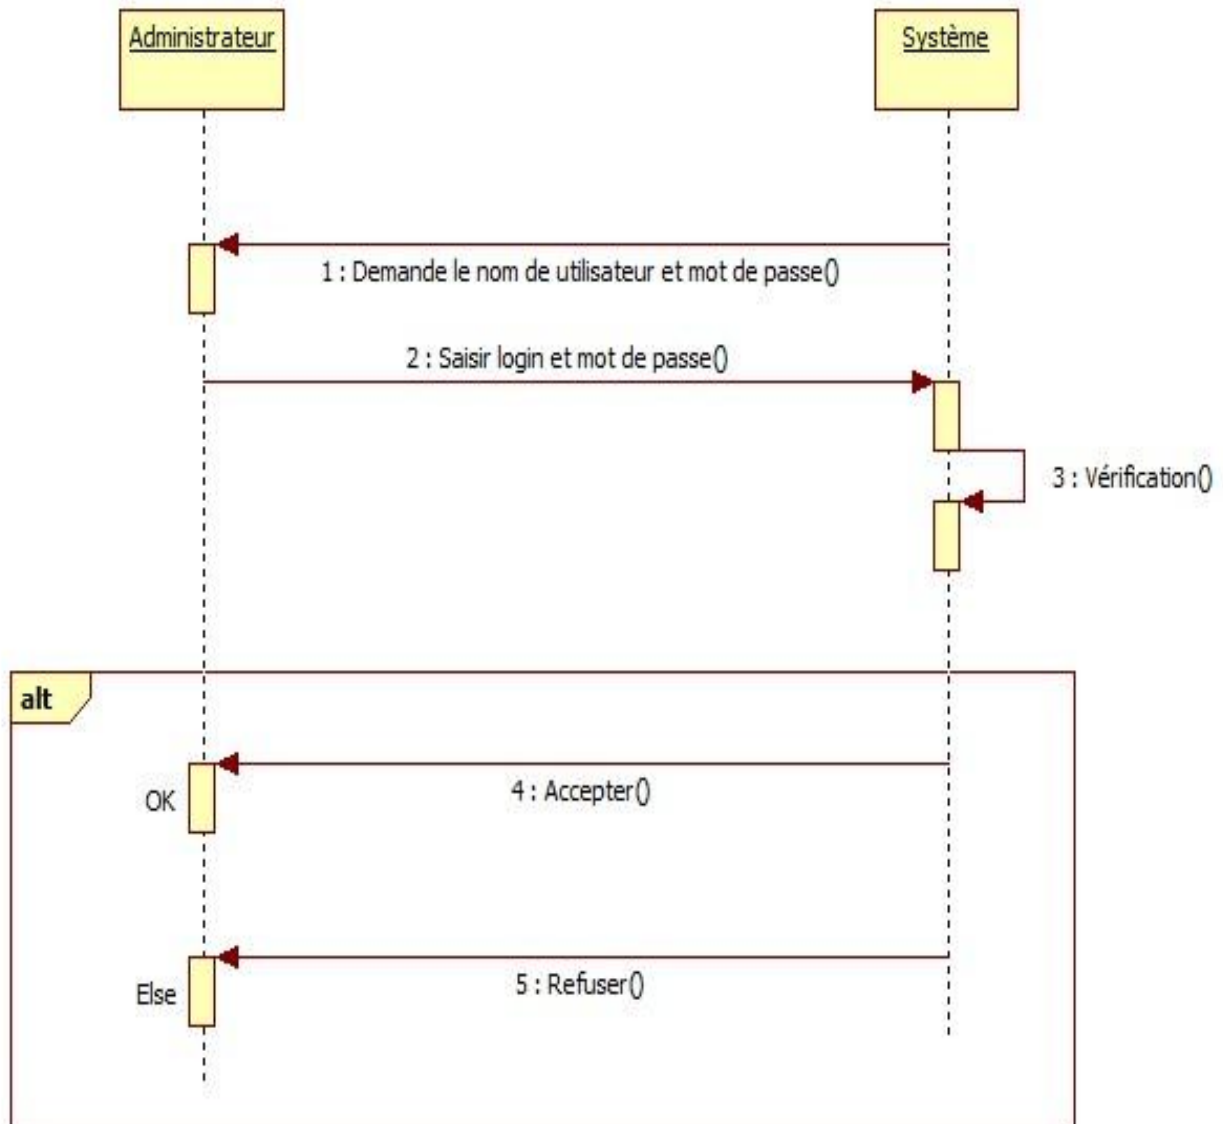 Administrateur
Système
1 : Demande le nom de utilisateur et mot de passe()
2 : Saisir login et mot de passe()
3 : Vérification()
alt
OK
4 : Accepter()
Else
5 : Refuser()